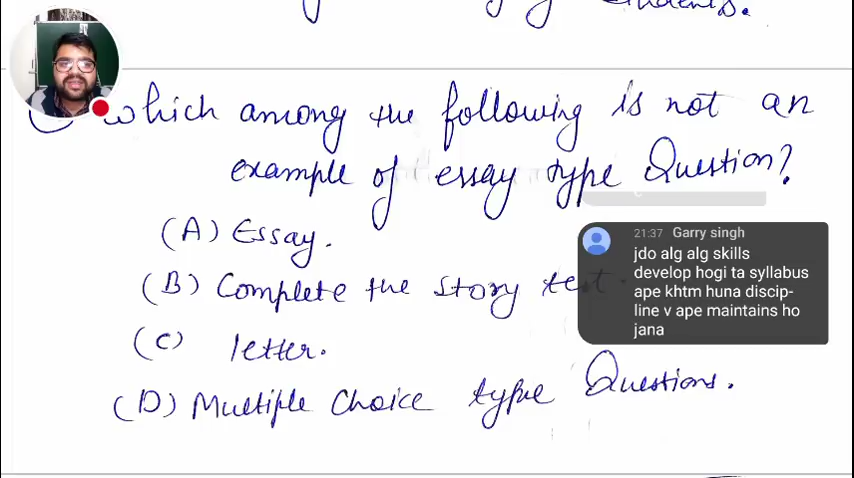 Students.
Which among the following is not an
example of essay type Question?
(A) Essay.
(B) Complete the story test.
(C) letter.
(D) Multiple choice type Questions.
21:37 Garry singh
jdo alg alg skills
develop hogi ta syllabus
ape khtm huna discip-
line v ape maintains ho
jana